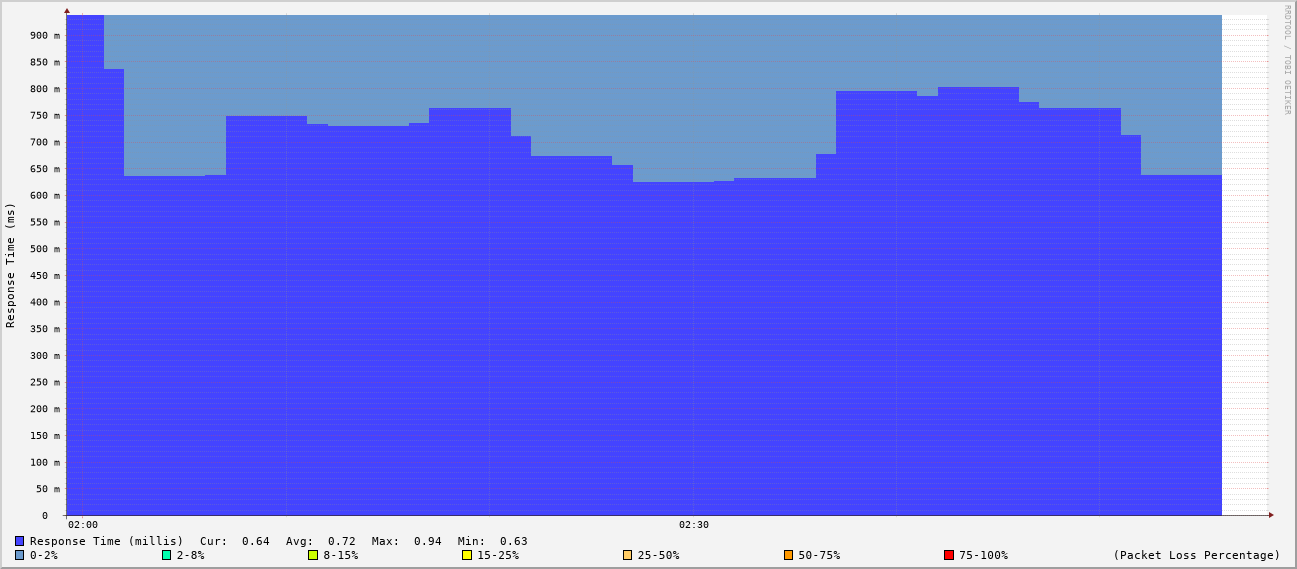 RRDTOOL / TOBI OETIKER
Response Time (ms)
900 m
850 m
800 m
750 m
700 m
650 m
600 m
550 m
500 m
450 m
400 m
350 m
300 m
250 m
200 m
150 m
100 m
50 m
0
02:00 02:30
Response Time (millis) Cur: 0.64 Avg: 0.72 Max: 0.94 Min: 0.63
0-2% 2-8% 8-15% 15-25% 25-50% 50-75% 75-100% (Packet Loss Percentage)